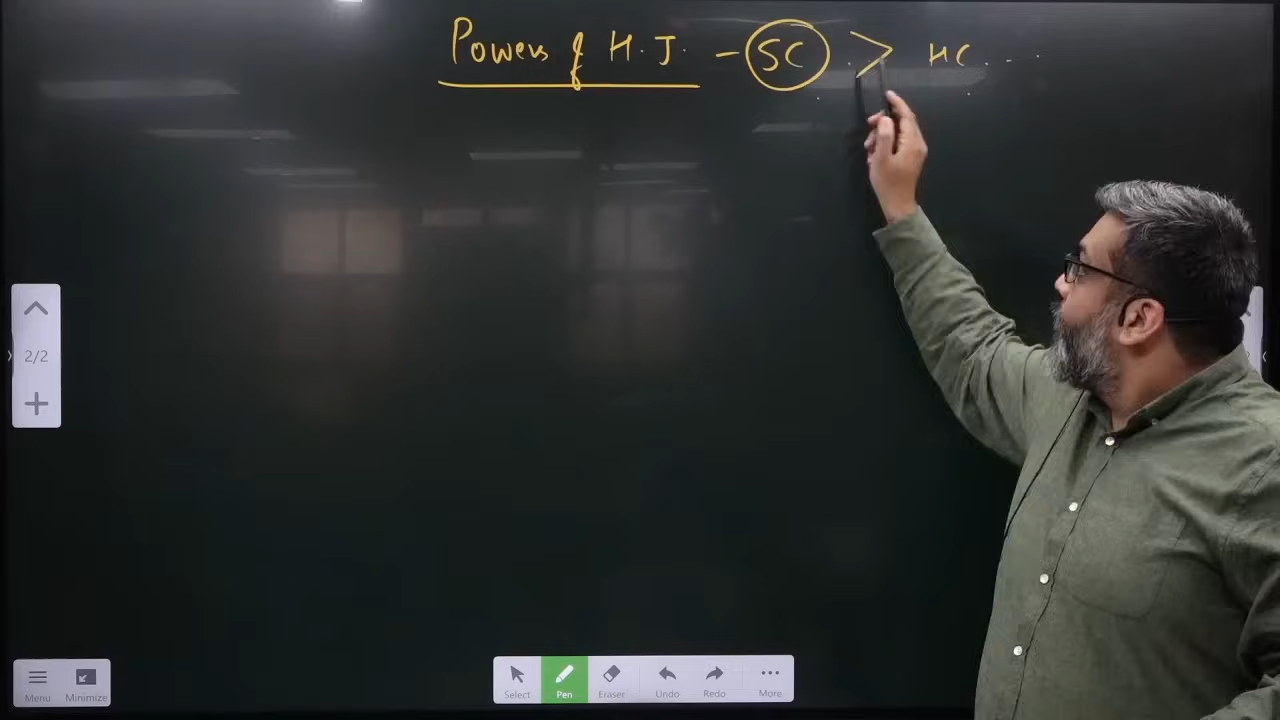 Powers of H.J. - SC > HC....
2/2
Menu
Minimize
Select
Pen
Eraser
Undo
Redo
More